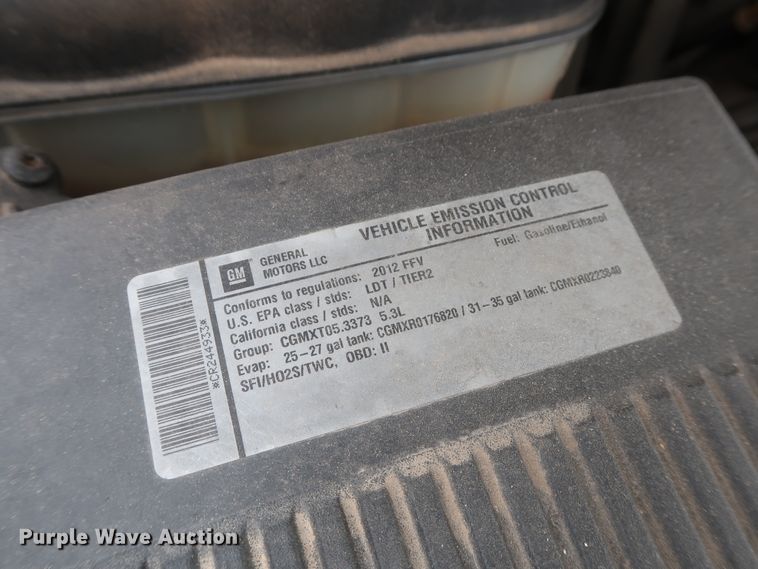 VEHICLE EMISSION CONTROL
INFORMATION
GM
GENERAL
MOTORS LLC
Fuel: Gasoline/Ethanol
Conforms to regulations: 2012 FFV
U.S. EPA class / stds: LDT / TIER2
California class / stds: N/A
Group: CGMXT05.3373 5.3L
Evap: 25-27 gal tank: CGMXR0176820 / 31-35 gal tank: CGMXR0223840
SFI/HO2S/TWC, OBD: II
*CR244933*
Purple Wave Auction